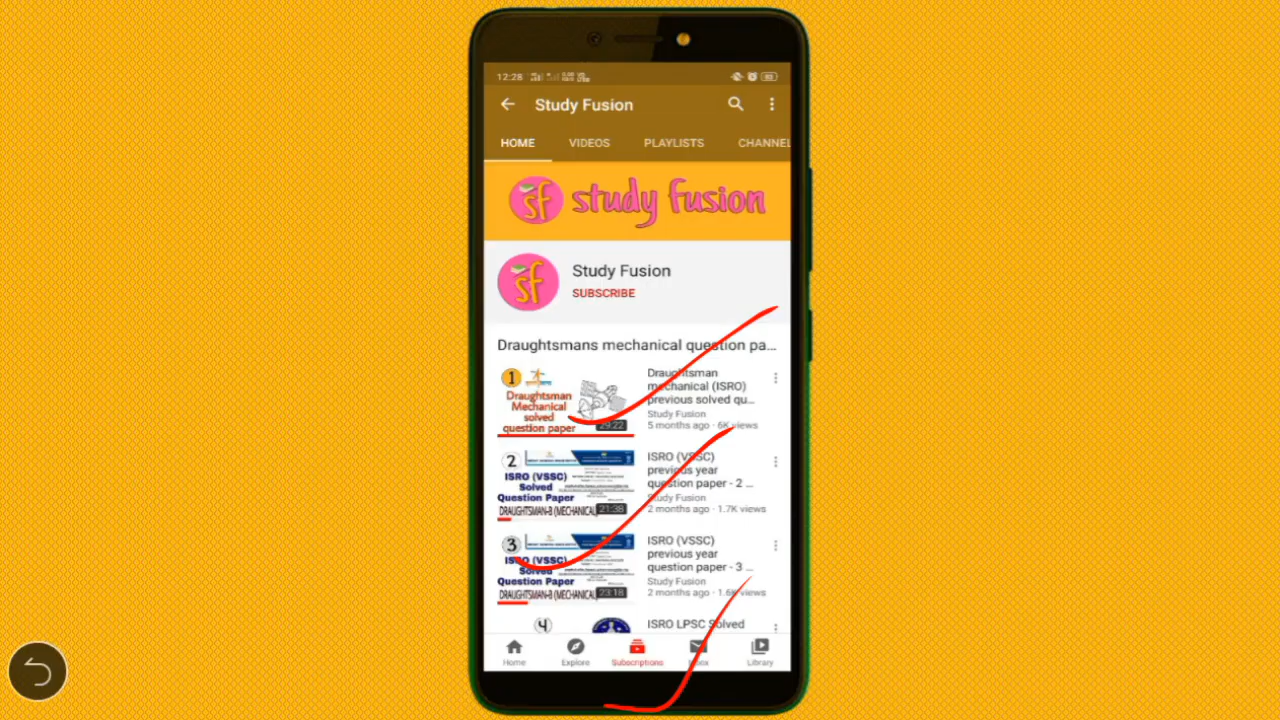 12:28
Study Fusion
HOME VIDEOS PLAYLISTS CHANNEL
sf study fusion
sf
Study Fusion
SUBSCRIBE
Draughtsmans mechanical question pa...
1
Draughtsman
Mechanical
solved
question paper
29:22
Draughtsman
mechanical (ISRO)
previous solved qu...
Study Fusion
5 months ago · 6K views
2
ISRO (VSSC)
Solved
Question Paper
DRAUGHTSMAN-B (MECHANICAL)
21:38
ISRO (VSSC)
previous year
question paper - 2 ...
Study Fusion
2 months ago · 1.7K views
3
ISRO (VSSC)
Solved
Question Paper
DRAUGHTSMAN-B (MECHANICAL)
23:18
ISRO (VSSC)
previous year
question paper - 3 ...
Study Fusion
2 months ago · 1.6K views
4
ISRO LPSC Solved
Home Explore Subscriptions Inbox Library